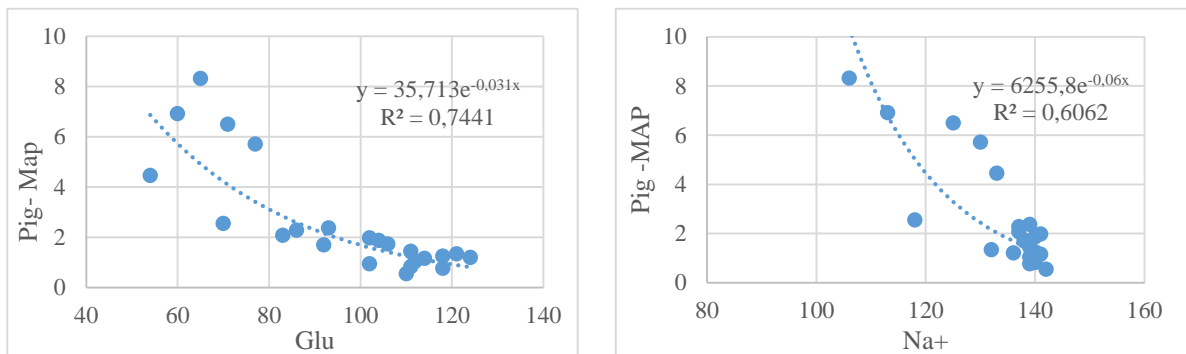 10
8
6
4
2
0
Pig- Map
y = 35,713e-0,031x
R² = 0,7441
40 60 80 100 120 140
Glu
10
8
6
4
2
0
Pig -MAP
y = 6255,8e-0,06x
R² = 0,6062
80 100 120 140 160
Na+